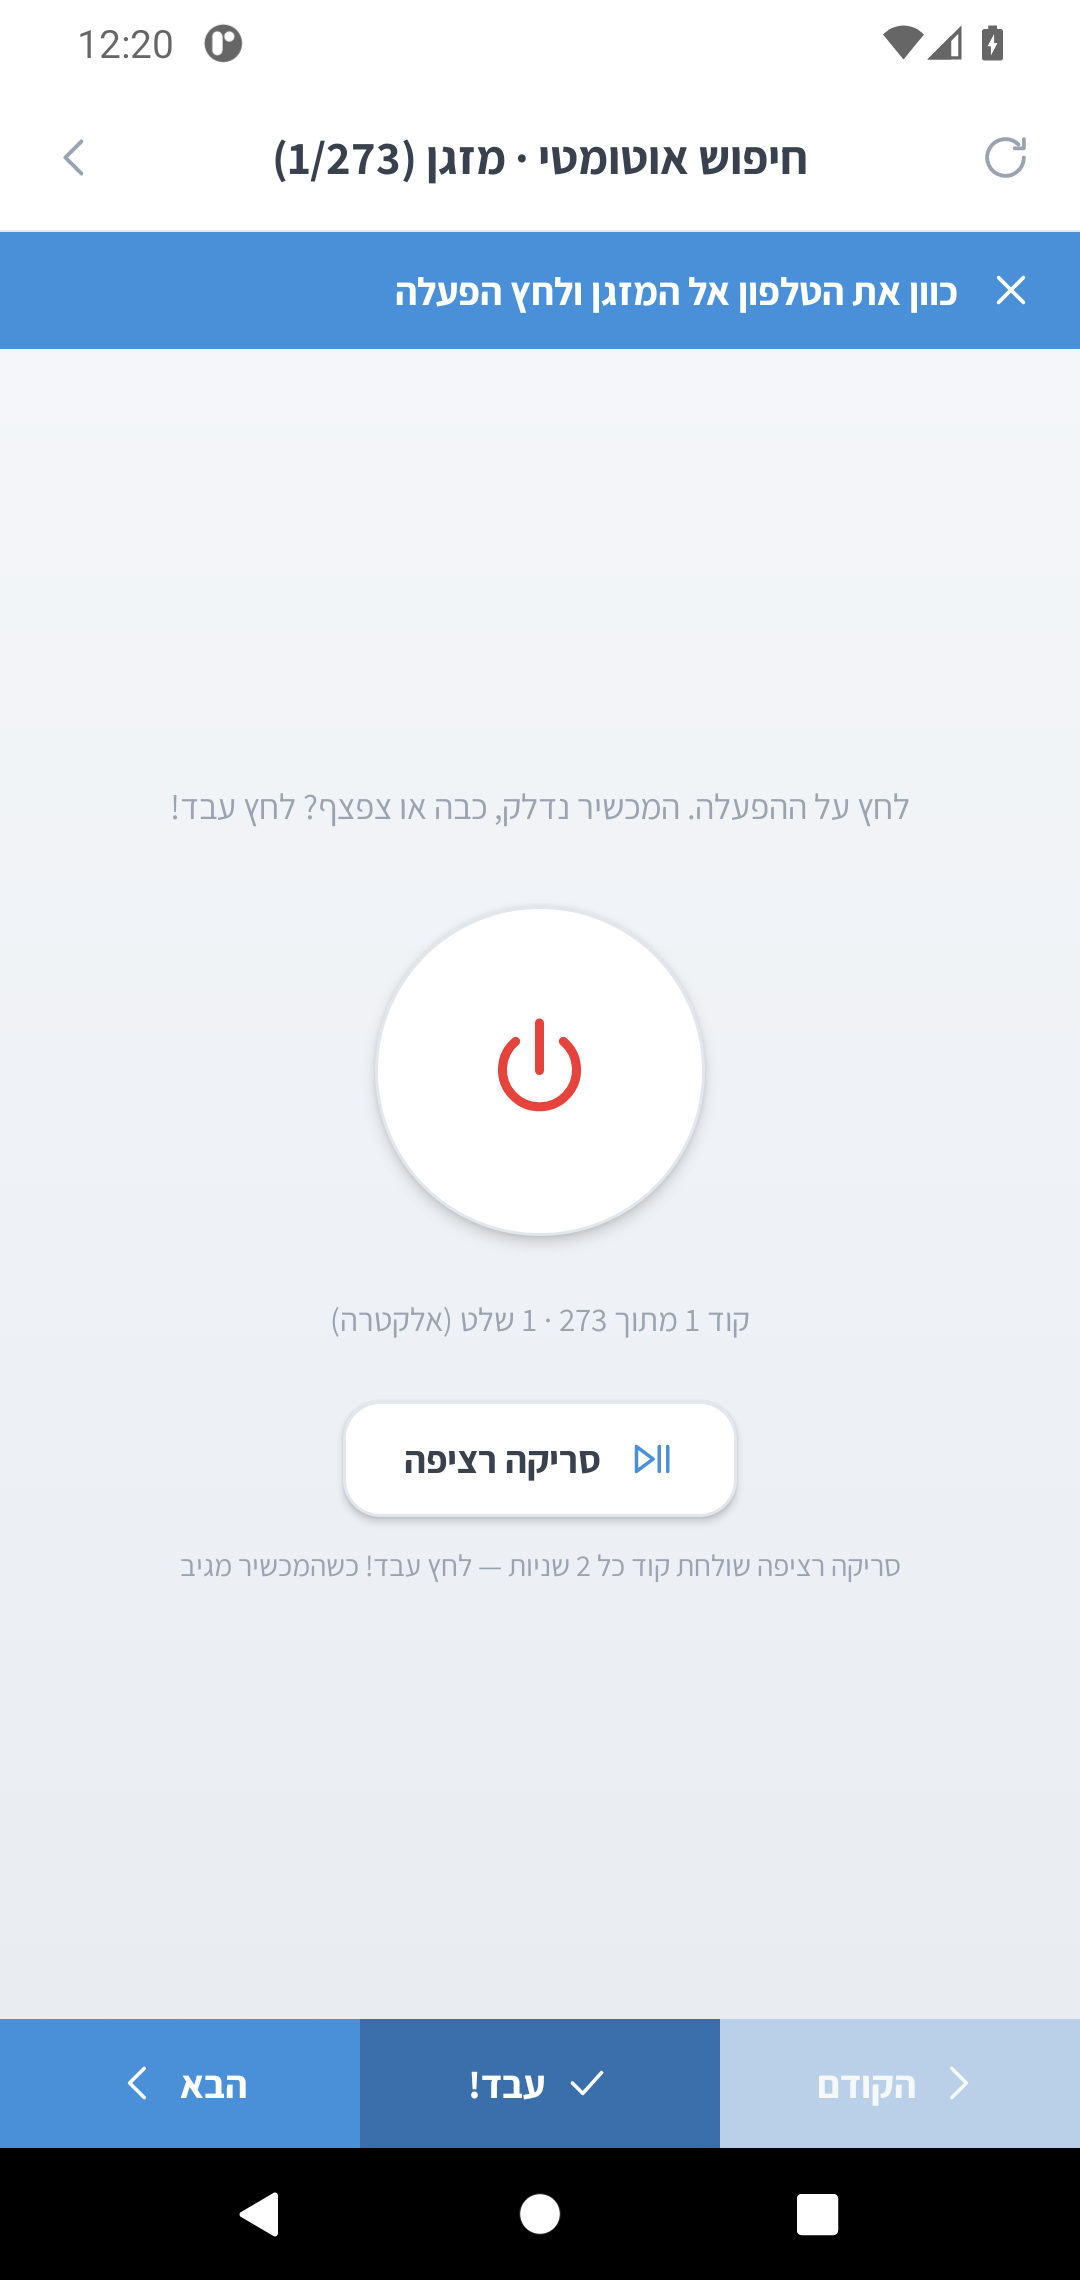 12:20
חיפוש אוטומטי · מזגן (1/273)
כוון את הטלפון אל המזגן ולחץ הפעלה
לחץ על ההפעלה. המכשיר נדלק, כבה או צפצף? לחץ עבד!
קוד 1 מתוך 273 · 1 שלט (אלקטרה)
סריקה רציפה
סריקה רציפה שולחת קוד כל 2 שניות — לחץ עבד! כשהמכשיר מגיב
הקודם
עבד!
הבא